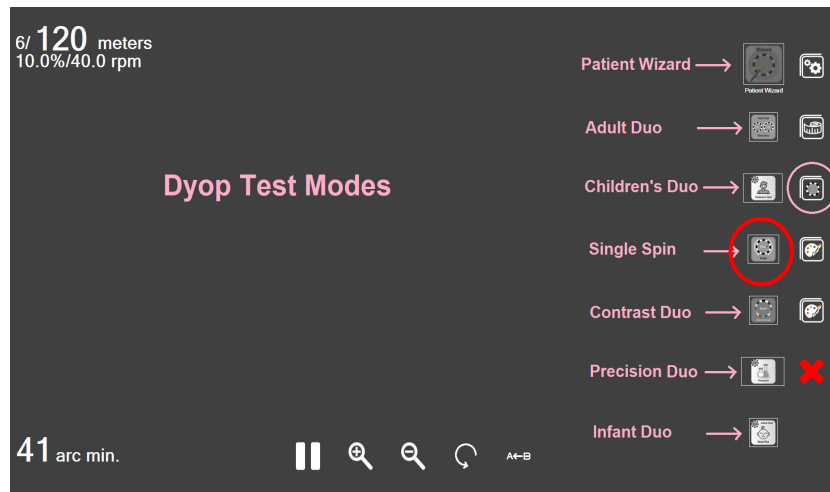 6/ 120 meters
10.0%/40.0 rpm
Patient Wizard
Patient Wizard
Adult Duo
Dyop Test Modes
Children's Duo
Single Spin
Contrast Duo
Precision Duo
Infant Duo
41 arc min.
A←B